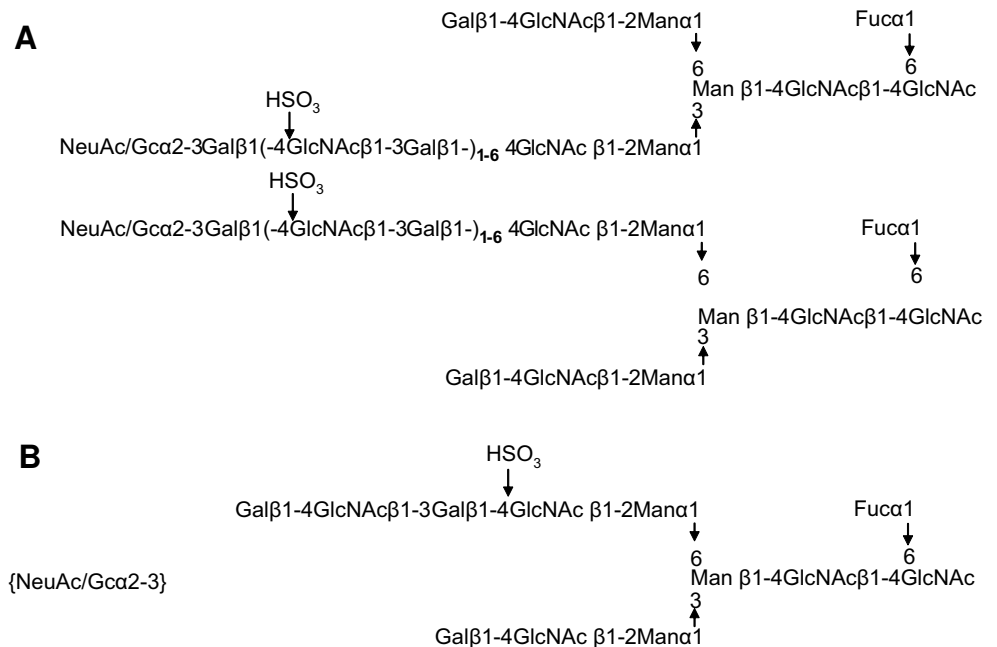 A
Galβ1-4GlcNAcβ1-2Manα1
Fucα1
6
6
Man β1-4GlcNAcβ1-4GlcNAc
3
HSO3
NeuAc/Gcα2-3Galβ1(-4GlcNAcβ1-3Galβ1-)1-6 4GlcNAc β1-2Manα1
HSO3
NeuAc/Gcα2-3Galβ1(-4GlcNAcβ1-3Galβ1-)1-6 4GlcNAc β1-2Manα1
Fucα1
6
6
Man β1-4GlcNAcβ1-4GlcNAc
3
Galβ1-4GlcNAcβ1-2Manα1
B
HSO3
Galβ1-4GlcNAcβ1-3Galβ1-4GlcNAc β1-2Manα1
Fucα1
6
6
{NeuAc/Gcα2-3}
Man β1-4GlcNAcβ1-4GlcNAc
3
Galβ1-4GlcNAc β1-2Manα1